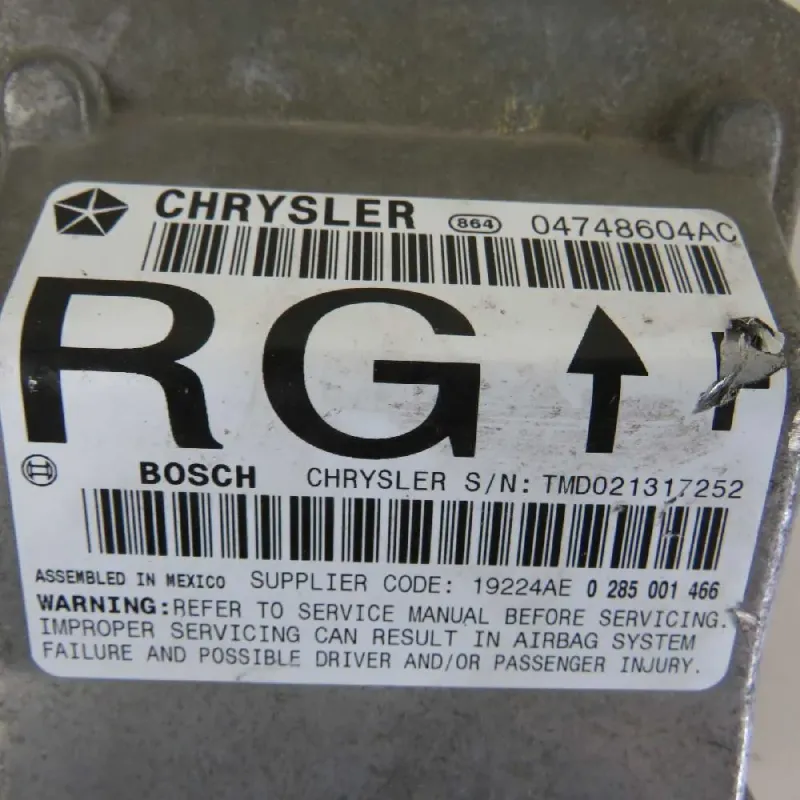 CHRYSLER 864 04748604AC
RG
BOSCH CHRYSLER S/N: TMD021317252
ASSEMBLED IN MEXICO SUPPLIER CODE: 19224AE 0 285 001 466
WARNING: REFER TO SERVICE MANUAL BEFORE SERVICING.
IMPROPER SERVICING CAN RESULT IN AIRBAG SYSTEM
FAILURE AND POSSIBLE DRIVER AND/OR PASSENGER INJURY.